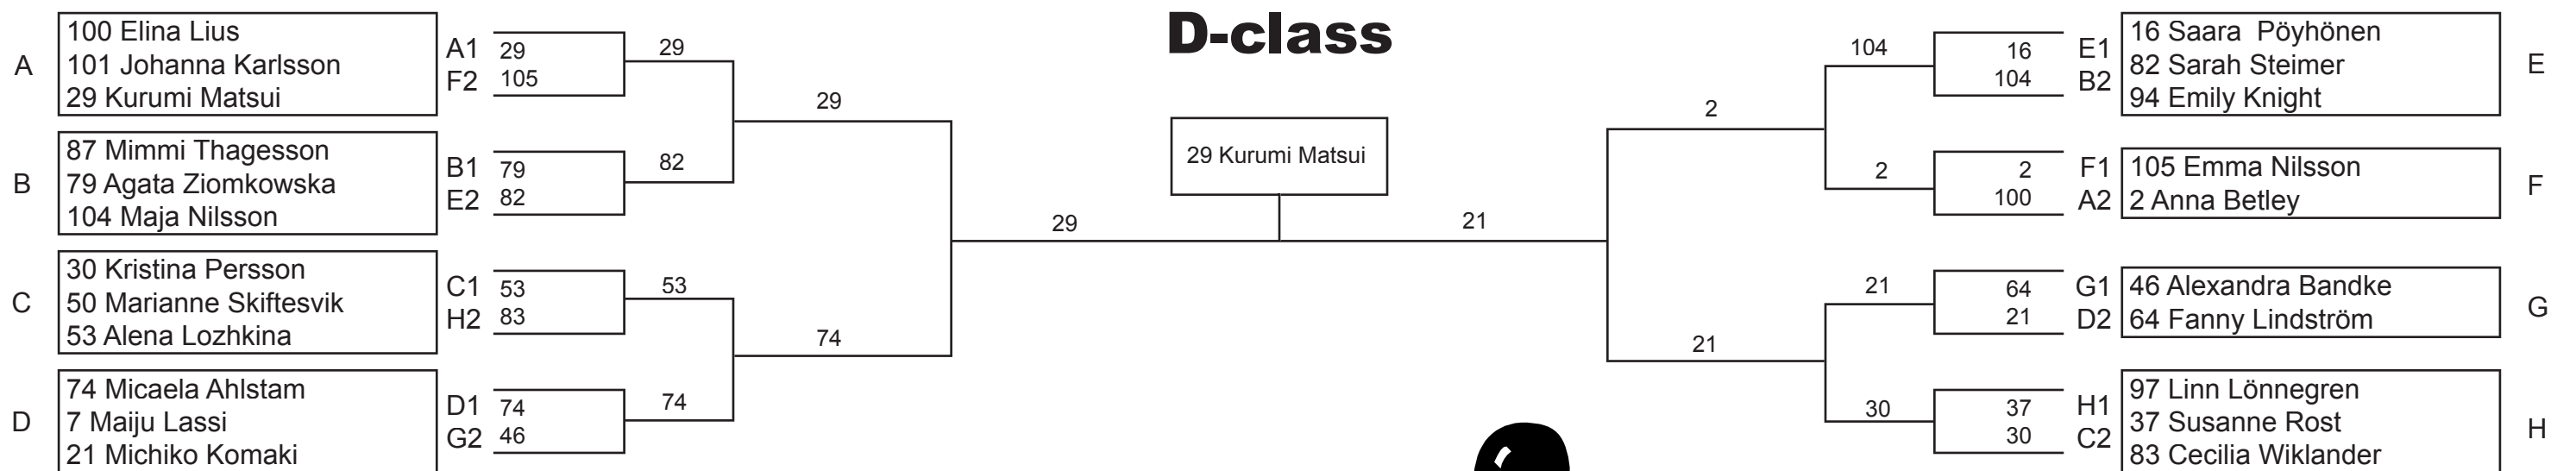 D-class
A
100 Elina Lius
101 Johanna Karlsson
29 Kurumi Matsui
A1 29
F2 105
29
B
87 Mimmi Thagesson
79 Agata Ziomkowska
104 Maja Nilsson
B1 79
E2 82
82
29
C
30 Kristina Persson
50 Marianne Skiftesvik
53 Alena Lozhkina
C1 53
H2 83
53
D
74 Micaela Ahlstam
7 Maiju Lassi
21 Michiko Komaki
D1 74
G2 46
74
74
29
29 Kurumi Matsui
21
2
104
16 E1
104 B2
16 Saara Pöyhönen
82 Sarah Steimer
94 Emily Knight
E
2
2 F1
100 A2
105 Emma Nilsson
2 Anna Betley
F
21
21
64 G1
21 D2
46 Alexandra Bandke
64 Fanny Lindström
G
30
37 H1
30 C2
97 Linn Lönnegren
37 Susanne Rost
83 Cecilia Wiklander
H